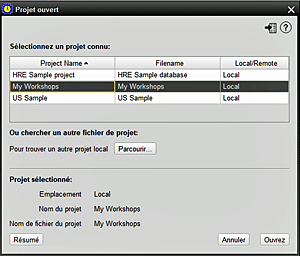 Projet ouvert
Sélectionnez un projet connu:
Project Name Filename Local/Remote
HRE Sample project HRE Sample database Local
My Workshops My Workshops Local
US Sample US Sample Local
Ou chercher un autre fichier de projet:
Pour trouver un autre projet local Parcourir...
Projet sélectionné:
Emplacement Local
Nom du projet My Workshops
Nom de fichier du projet My Workshops
Résumé Annuler Ouvrez